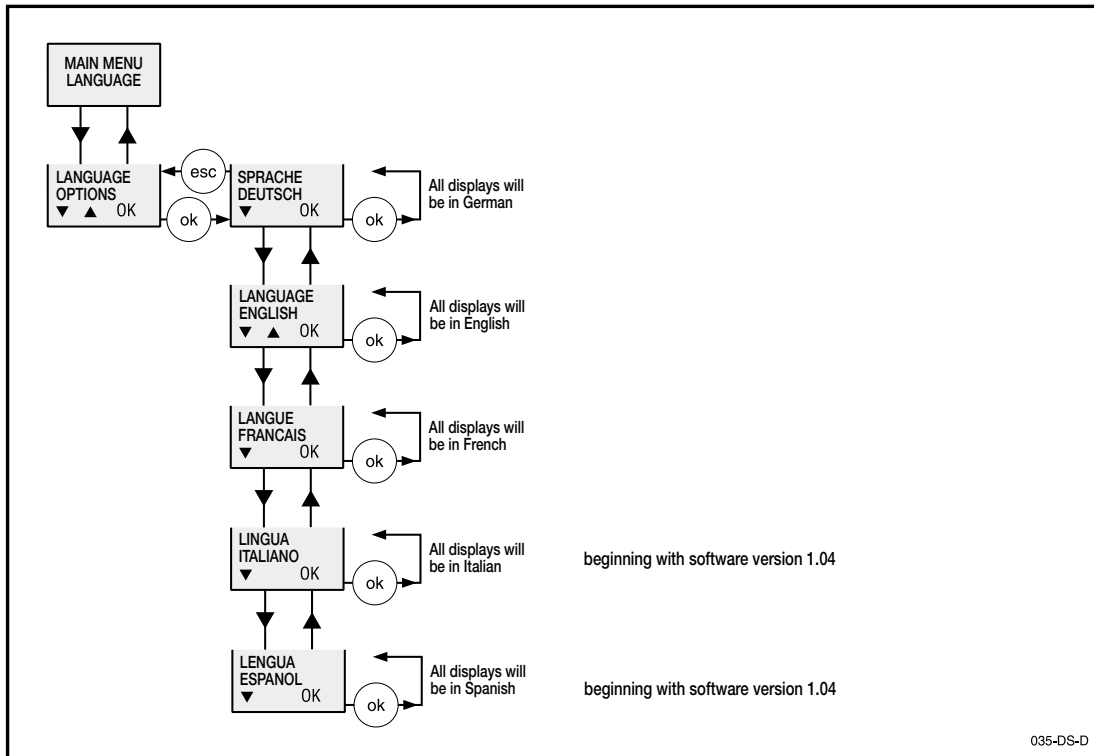 MAIN MENU
LANGUAGE
LANGUAGE
OPTIONS
▼ ▲ OK
esc
ok
SPRACHE
DEUTSCH
▼ OK
ok
All displays will
be in German
LANGUAGE
ENGLISH
▼ ▲ OK
ok
All displays will
be in English
LANGUE
FRANCAIS
▼ OK
ok
All displays will
be in French
LINGUA
ITALIANO
▼ OK
ok
All displays will
be in Italian
beginning with software version 1.04
LENGUA
ESPANOL
▼ OK
ok
All displays will
be in Spanish
beginning with software version 1.04
035-DS-D